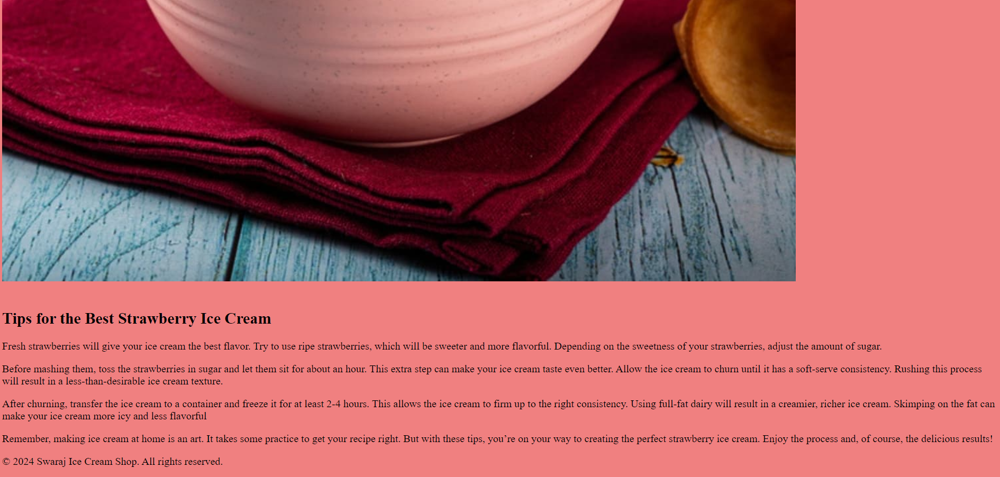 Tips for the Best Strawberry Ice Cream
Fresh strawberries will give your ice cream the best flavor. Try to use ripe strawberries, which will be sweeter and more flavorful. Depending on the sweetness of your strawberries, adjust the amount of sugar.
Before mashing them, toss the strawberries in sugar and let them sit for about an hour. This extra step can make your ice cream taste even better. Allow the ice cream to churn until it has a soft-serve consistency. Rushing this process
will result in a less-than-desirable ice cream texture.
After churning, transfer the ice cream to a container and freeze it for at least 2-4 hours. This allows the ice cream to firm up to the right consistency. Using full-fat dairy will result in a creamier, richer ice cream. Skimping on the fat can
make your ice cream more icy and less flavorful
Remember, making ice cream at home is an art. It takes some practice to get your recipe right. But with these tips, you’re on your way to creating the perfect strawberry ice cream. Enjoy the process and, of course, the delicious results!
© 2024 Swaraj Ice Cream Shop. All rights reserved.